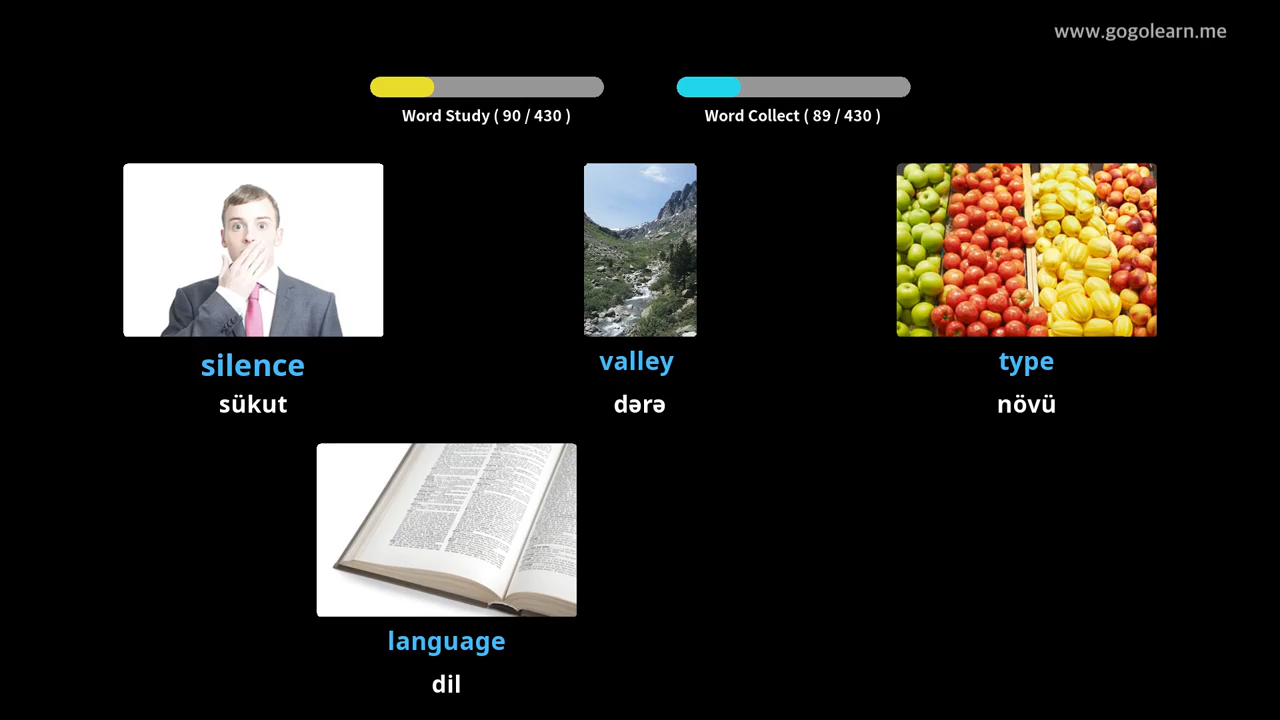 www.gogolearn.me
Word Study ( 90 / 430 )
Word Collect ( 89 / 430 )
silence
sükut
valley
dərə
type
növü
language
dil